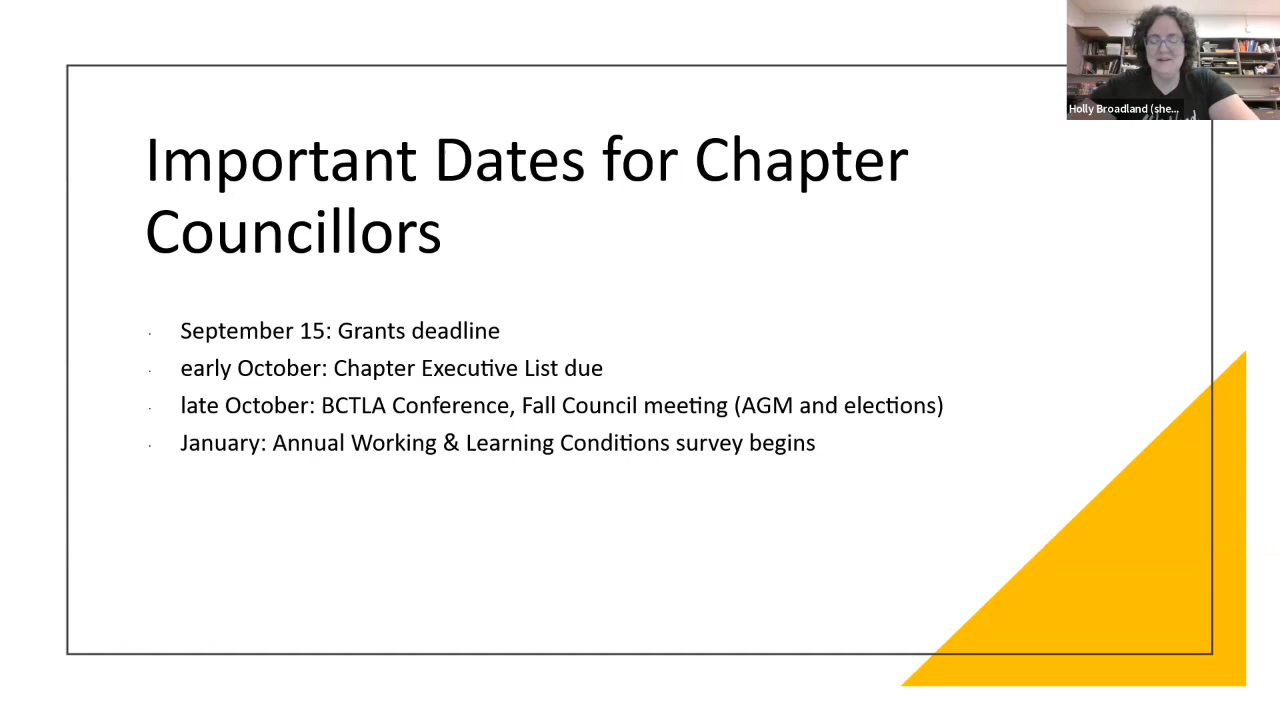 Holly Broadland (she...
Important Dates for Chapter
Councillors
· September 15: Grants deadline
· early October: Chapter Executive List due
· late October: BCTLA Conference, Fall Council meeting (AGM and elections)
· January: Annual Working & Learning Conditions survey begins